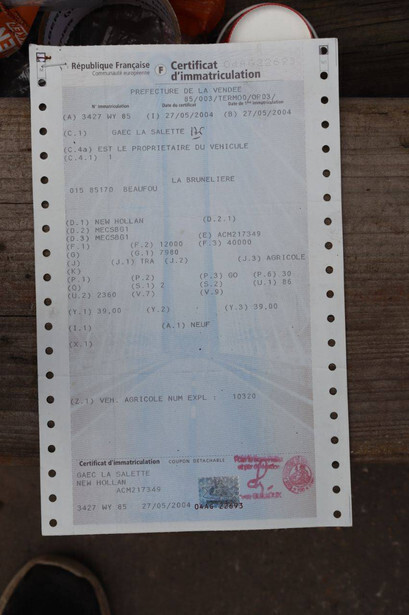 République Française
Communauté européenne
F
Certificat d'immatriculation
PREFECTURE DE LA VENDEE
85/003/TERM00/OP03/
N° immatriculation Date du certificat Date de 1ère immatriculation
(A) 3427 WY 85 (I) 27/05/2004 (B) 27/05/2004
(C.1) GAEC LA SALETTE
(C.4a) EST LE PROPRIETAIRE DU VEHICULE
(C.4.1) 1
LA BRUNELIERE
015 85170 BEAUFOU
(D.1) NEW HOLLAN (D.2.1)
(D.2) MECS801
(D.3) MECS801 (E) ACM217349
(F.1) (F.2) 12000 (F.3) 40000
(G) (G.1) 7980
(J) (J.1) TRA (J.2) (J.3) AGRICOLE
(K)
(P.1) (P.2) (P.3) GO (P.6) 30
(Q) (S.1) 2 (S.2) (U.1) 86
(U.2) 2360 (V.7) (V.9)
(Y.1) 39,00 (Y.2) (Y.3) 39,00
(I.1) (A.1) NEUF
(X.1)
(Z.1) VEH. AGRICOLE NUM EXPL : 10320
Certificat d'immatriculation COUPON DETACHABLE
GAEC LA SALETTE
NEW HOLLAN
ACM217349
3427 WY 85 27/05/2004 0AAG 22693